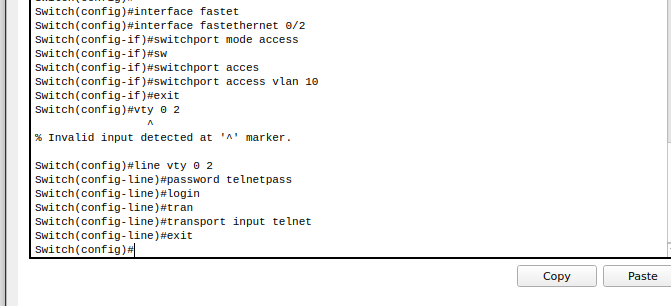 Switch(config)#interface fastet
Switch(config)#interface fastethernet 0/2
Switch(config-if)#switchport mode access
Switch(config-if)#sw
Switch(config-if)#switchport acces
Switch(config-if)#switchport access vlan 10
Switch(config-if)#exit
Switch(config)#vty 0 2
^
% Invalid input detected at '^' marker.
Switch(config)#line vty 0 2
Switch(config-line)#password telnetpass
Switch(config-line)#login
Switch(config-line)#tran
Switch(config-line)#transport input telnet
Switch(config-line)#exit
Switch(config)#
Copy Paste